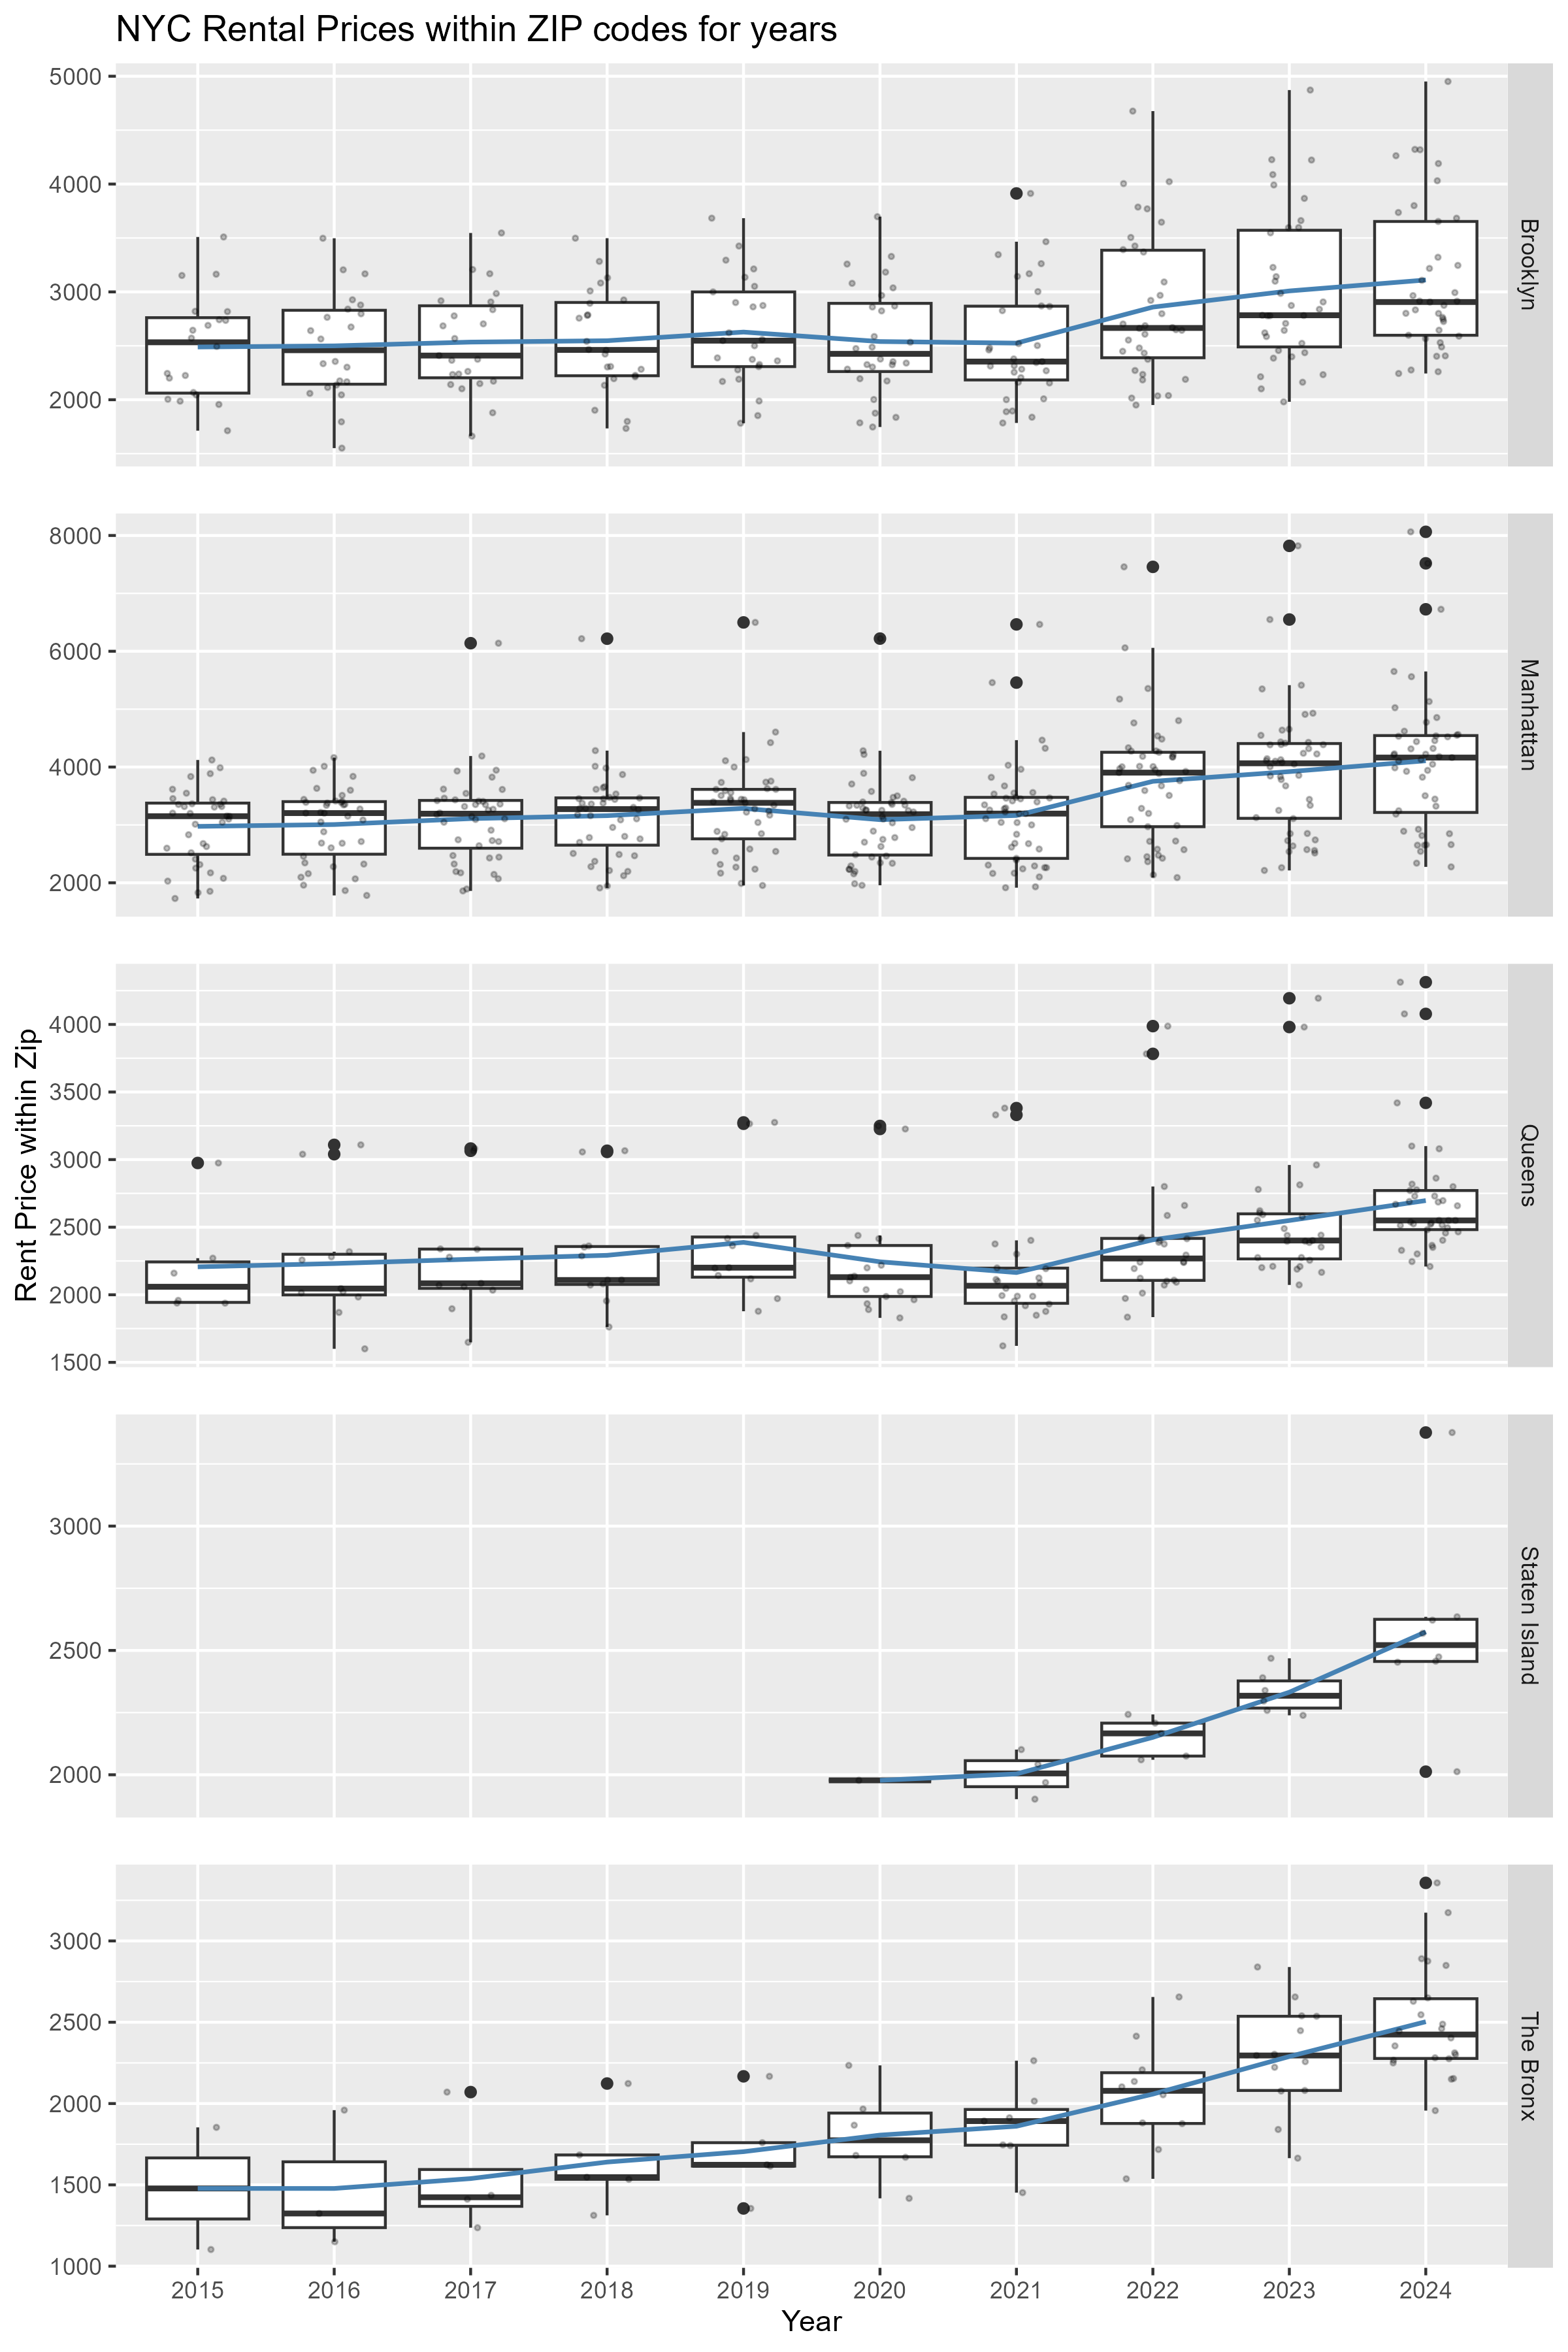 NYC Rental Prices within ZIP codes for years
Rent Price within Zip
5000
4000
3000
2000
Brooklyn
8000
6000
4000
2000
Manhattan
4000
3500
3000
2500
2000
1500
Queens
3000
2500
2000
Staten Island
3000
2500
2000
1500
1000
The Bronx
2015 2016 2017 2018 2019 2020 2021 2022 2023 2024
Year